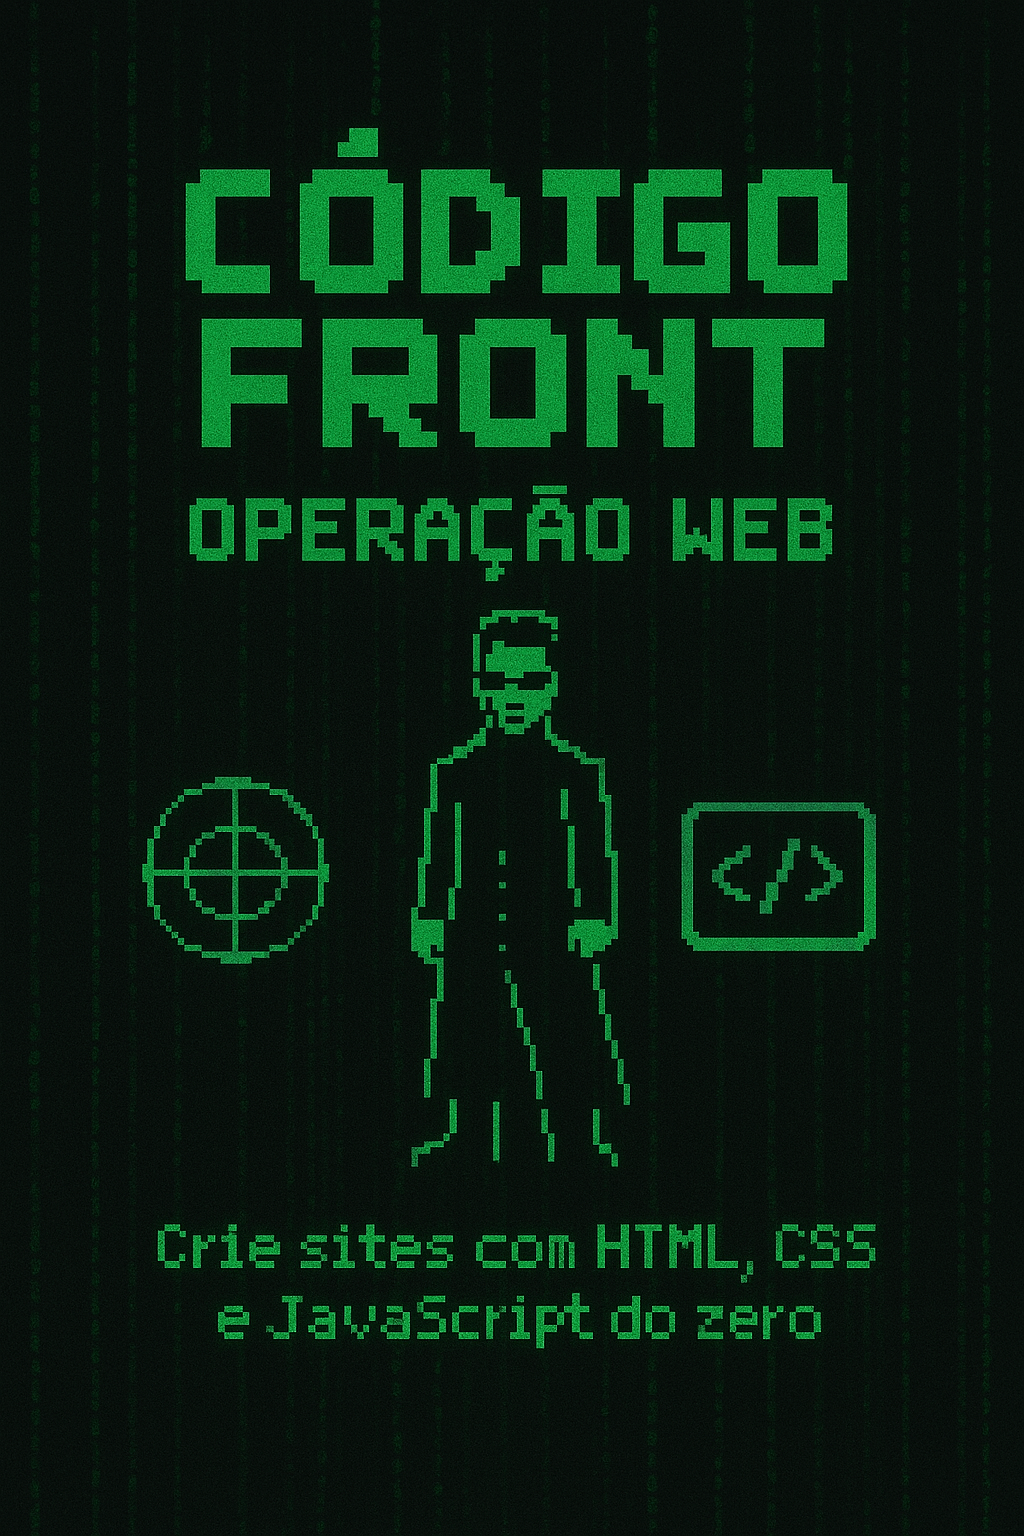 CÓDIGO
FRONT
OPERAÇÃO WEB
</>
Crie sites com HTML, CSS
e JavaScript do zero